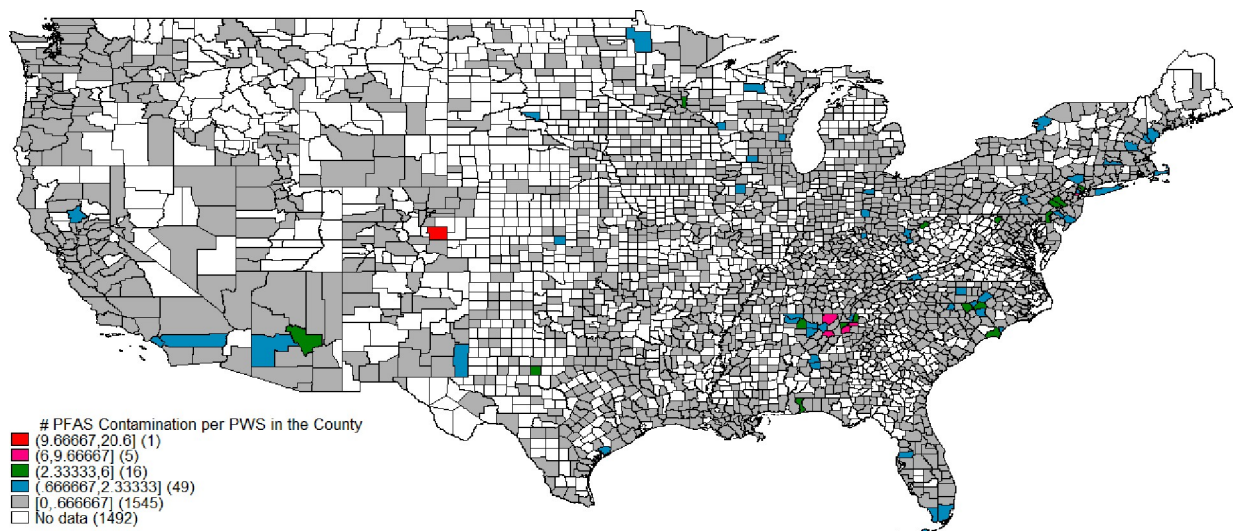 # PFAS Contamination per PWS in the County
(9.66667,20.6] (1)
(6,9.66667] (5)
(2.33333,6] (16)
(.666667,2.33333] (49)
[0,.666667] (1545)
No data (1492)